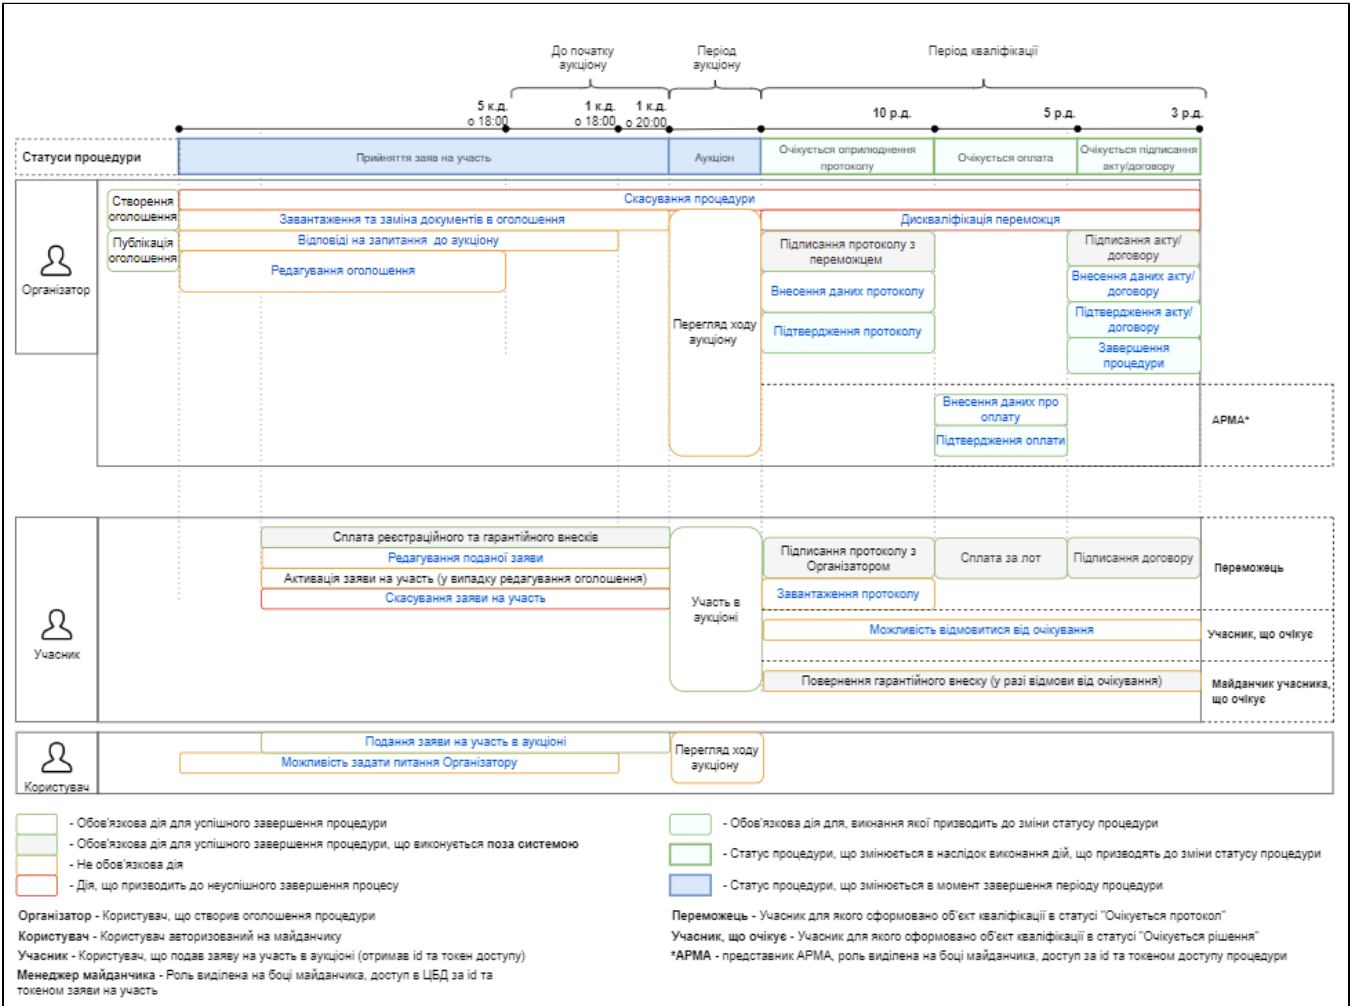 До початку
аукціону
Період
аукціону
Період кваліфікації
5 к.д.
о 18:00
1 к.д.
о 18:00
1 к.д.
о 20:00
10 р.д.
5 р.д.
3 р.д.
Статуси процедури
Прийняття заяв на участь
Аукціон
Очікується оприлюднення
протоколу
Очікується оплата
Очікується підписання
акту/договору
Організатор
Створення
оголошення
Публікація
оголошення
Скасування процедури
Завантаження та заміна документів в оголошення
Дискваліфікація переможця
Відповіді на запитання до аукціону
Редагування оголошення
Перегляд ходу
аукціону
Підписання протоколу з
переможцем
Внесення даних протоколу
Підтвердження протоколу
Підписання акту/
договору
Внесення даних акту/
договору
Підтвердження акту/
договору
Завершення
процедури
Внесення даних про
оплату
Підтвердження оплати
АРМА*
Учасник
Сплата реєстраційного та гарантійного внесків
Редагування поданої заяви
Активація заяви на участь (у випадку редагування оголошення)
Скасування заяви на участь
Участь в
аукціоні
Підписання протоколу з
Організатором
Сплата за лот
Підписання договору
Завантаження протоколу
Переможець
Можливість відмовитися від очікування
Учасник, що очікує
Повернення гарантійного внеску (у разі відмови від очікування)
Майданчик учасника,
що очікує
Користувач
Подання заяви на участь в аукціоні
Можливість задати питання Організатору
Перегляд ходу
аукціону
- Обов'язкова дія для успішного завершення процедури
- Обов'язкова дія для успішного завершення процедури, що виконується поза системою
- Не обов'язкова дія
- Дія, що призводить до неуспішного завершення процесу
- Обов'язкова дія для, викнання якої призводить до зміни статусу процедури
- Статус процедури, що змінюється в наслідок виконання дій, що призводять до зміни статусу процедури
- Статус процедури, що змінюється в момент завершення періоду процедури
Організатор - Користувач, що створив оголошення процедури
Користувач - Користувач авторизований на майданчику
Учасник - Користувач, що подав заяву на участь в аукціоні (отримав id та токен доступу)
Менеджер майданчика - Роль виділена на боці майданчика, доступ в ЦБД за id та
токеном заяви на участь
Переможець - Учасник для якого сформовано об'єкт кваліфікації в статусі "Очікується протокол"
Учасник, що очікує - Учасник для якого сформовано об'єкт кваліфікації в статусі "Очікується рішення"
*АРМА - представник АРМА, роль виділена на боці майданчика, доступ за id та токеном доступу процедури